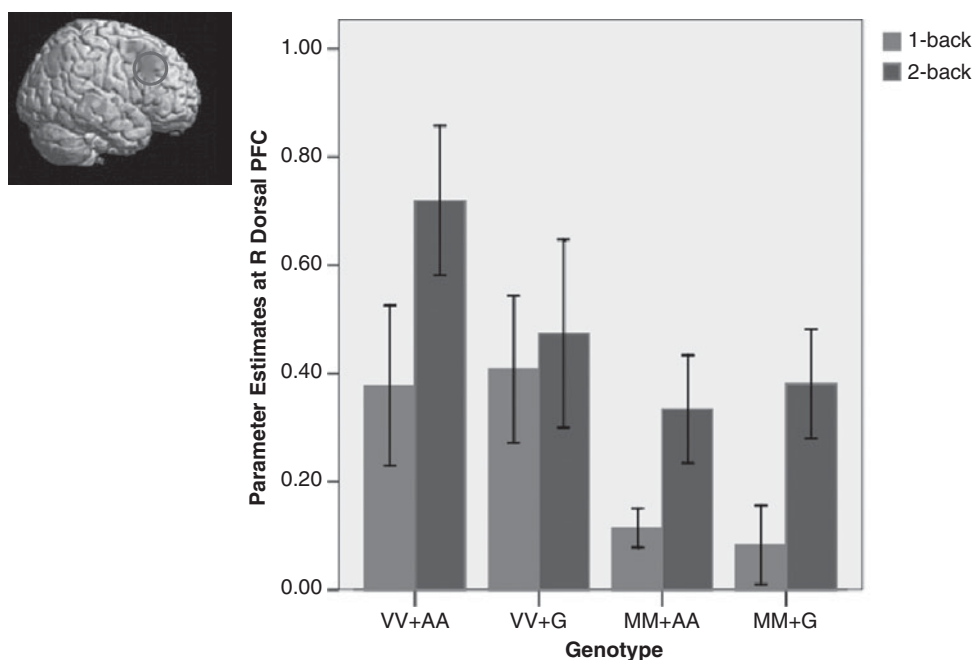 1-back
2-back
Parameter Estimates at R Dorsal PFC
1.00
0.80
0.60
0.40
0.20
0.00
VV+AA VV+G MM+AA MM+G
Genotype